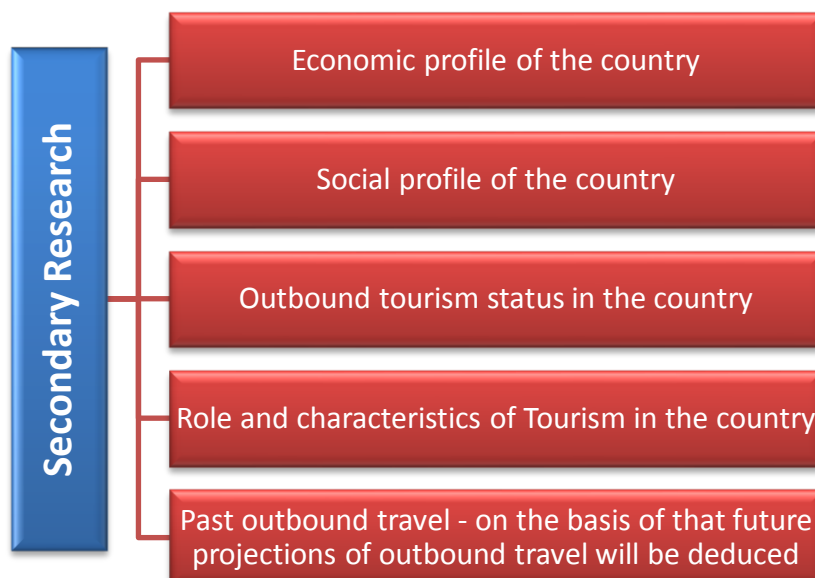 Secondary Research
Economic profile of the country
Social profile of the country
Outbound tourism status in the country
Role and characteristics of Tourism in the country
Past outbound travel - on the basis of that future
projections of outbound travel will be deduced